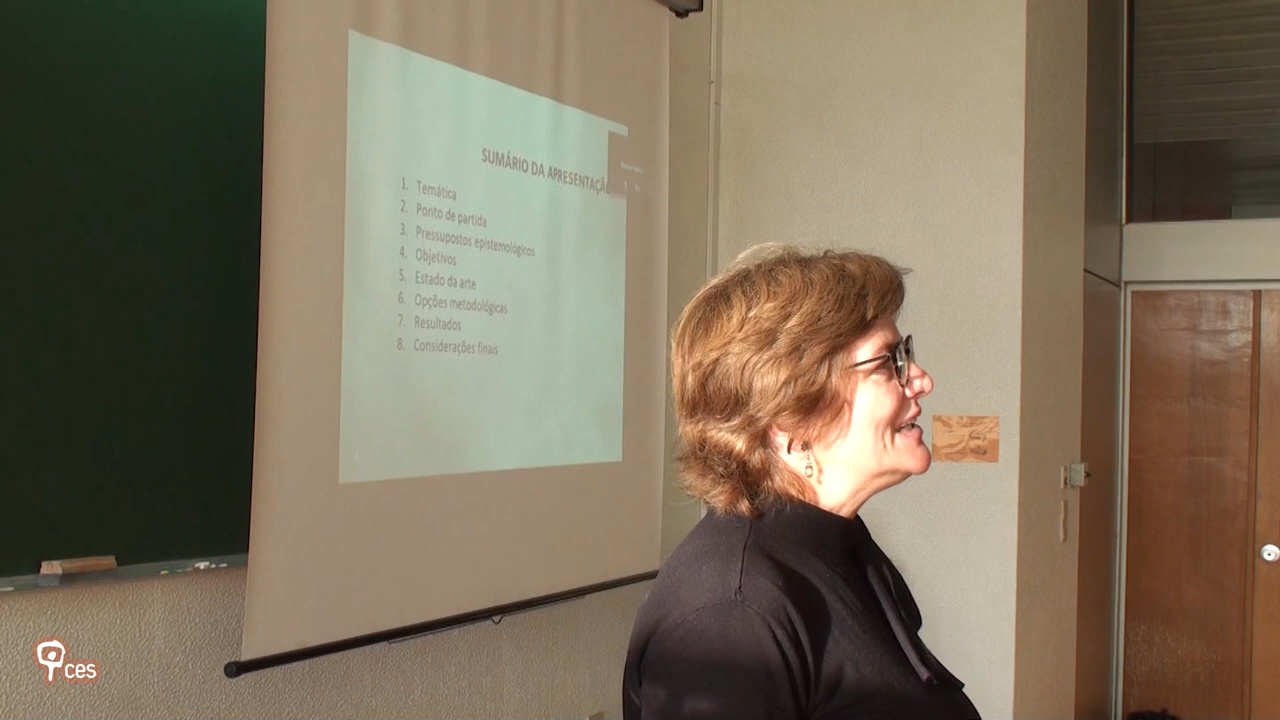 SUMÁRIO DA APRESENTAÇÃO
1. Temática
2. Ponto de partida
3. Pressupostos epistemológicos
4. Objetivos
5. Estado da arte
6. Opções metodológicas
7. Resultados
8. Considerações finais
ces